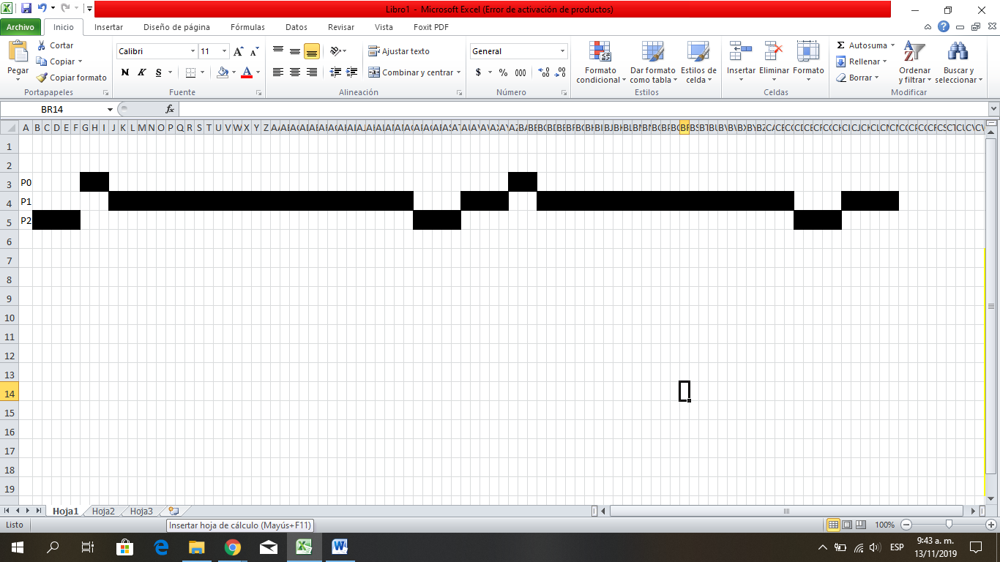 Libro1 - Microsoft Excel (Error de activación de productos)
Archivo Inicio Insertar Diseño de página Fórmulas Datos Revisar Vista Foxit PDF
Pegar
Cortar
Copiar
Copiar formato
Portapapeles
Calibri 11 A A
N K S A
Fuente
Ajustar texto
Combinar y centrar
Alineación
General
$ % 000
Número
Formato condicional
Dar formato como tabla
Estilos de celda
Estilos
Insertar Eliminar Formato
Celdas
Σ Autosuma
Rellenar
Borrar
Ordenar y filtrar
Buscar y seleccionar
Modificar
BR14 fx
A B C D E F G H I J K L M N O P Q R S T U V W X Y Z
1
2
3 P0
4 P1
5 P2
6
7
8
9
10
11
12
13
14
15
16
17
18
19
Hoja1 Hoja2 Hoja3
Listo
Insertar hoja de cálculo (Mayús+F11)
100%
ESP
9:43 a. m.
13/11/2019